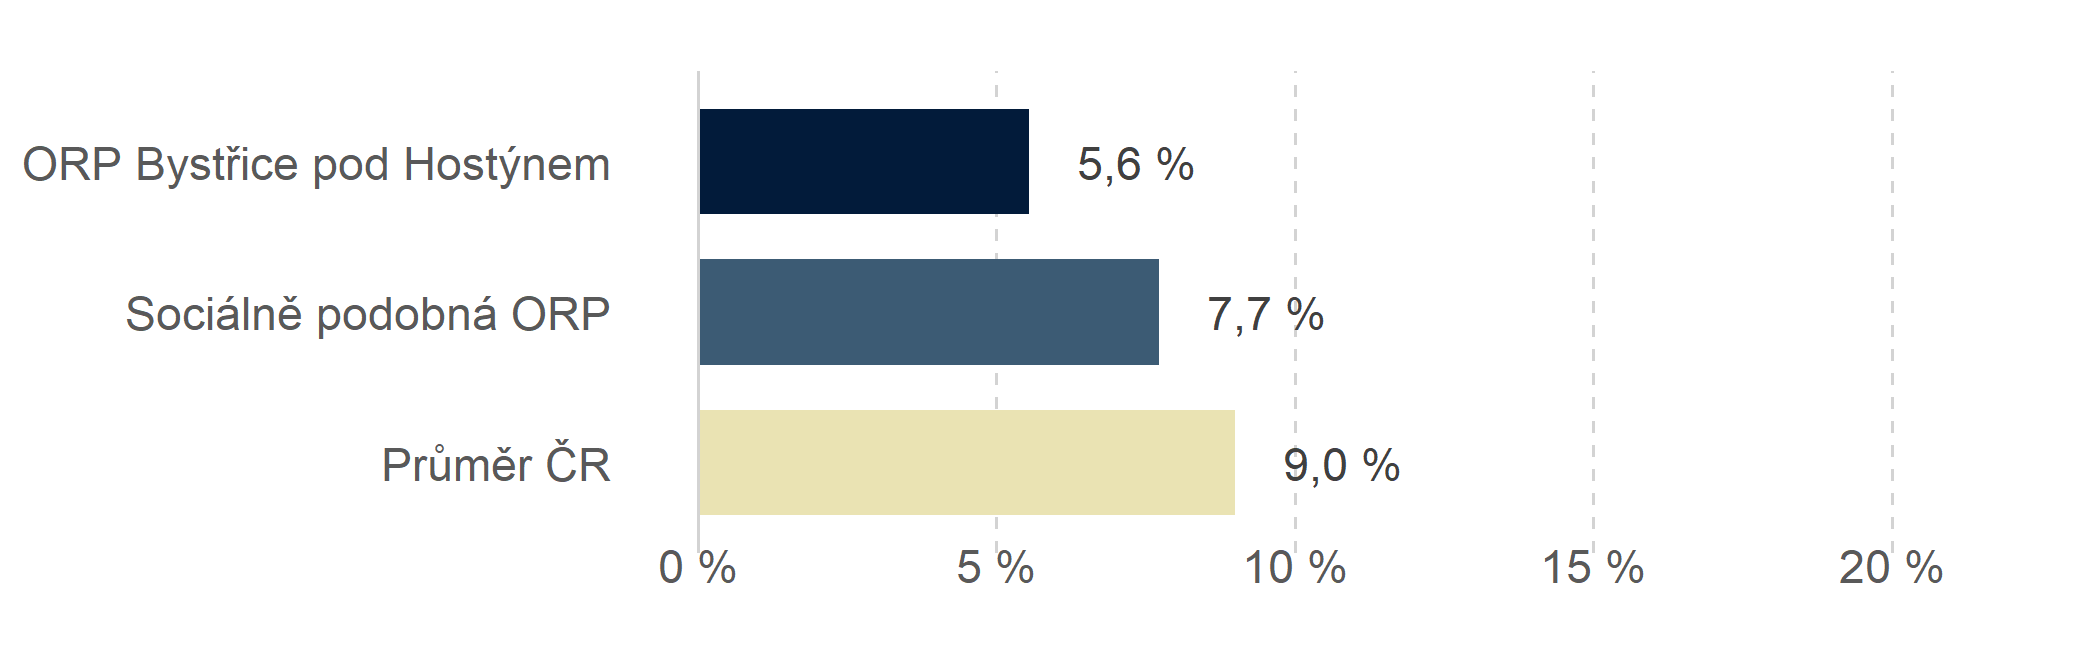 ORP Bystřice pod Hostýnem
5,6 %
Sociálně podobná ORP
7,7 %
Průměr ČR
9,0 %
0 %
5 %
10 %
15 %
20 %